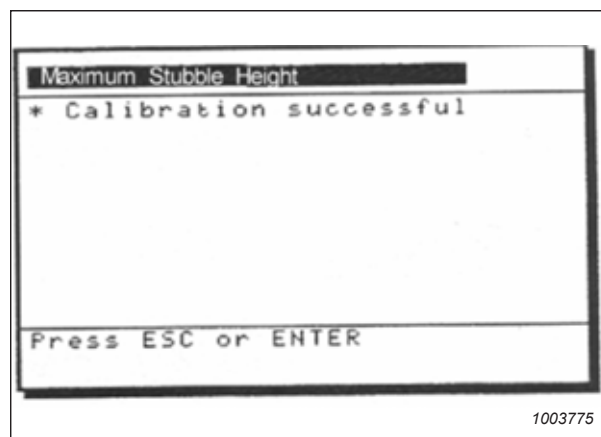 Maximum Stubble Height
* Calibration successful
Press ESC or ENTER
1003775